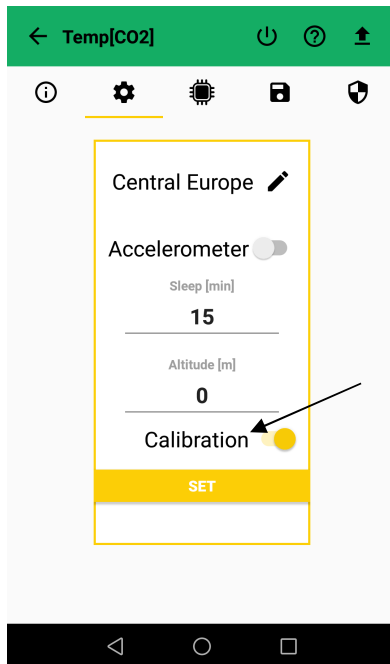 Temp[CO2]
Central Europe
Accelerometer
Sleep [min]
15
Altitude [m]
0
Calibration
SET